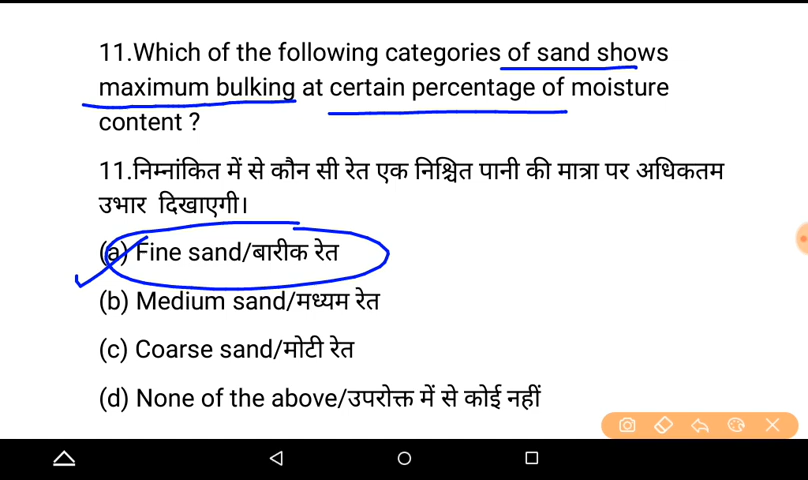 11.Which of the following categories of sand shows
maximum bulking at certain percentage of moisture
content ?
11.निम्नांकित में से कौन सी रेत एक निश्चित पानी की मात्रा पर अधिकतम
उभार दिखाएगी।
(a) Fine sand/बारीक रेत
(b) Medium sand/मध्यम रेत
(c) Coarse sand/मोटी रेत
(d) None of the above/उपरोक्त में से कोई नहीं